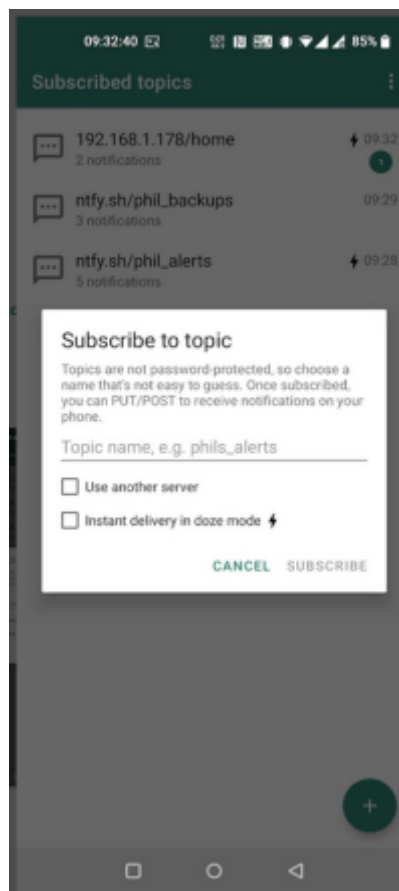 09:32:40
85%
Subscribed topics
192.168.1.178/home
09:32
2 notifications
1
ntfy.sh/phil_backups
09:29
3 notifications
ntfy.sh/phil_alerts
09:28
5 notifications
Subscribe to topic
Topics are not password-protected, so choose a
name that's not easy to guess. Once subscribed,
you can PUT/POST to receive notifications on your
phone.
Topic name, e.g. phils_alerts
Use another server
Instant delivery in doze mode
CANCEL SUBSCRIBE